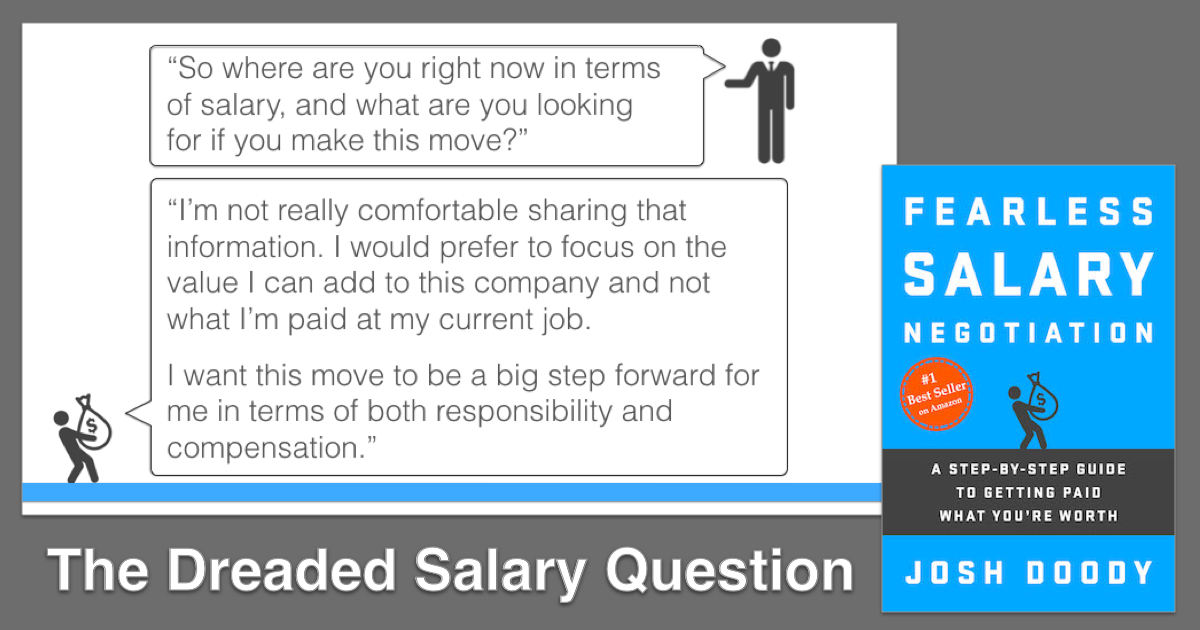 “So where are you right now in terms
of salary, and what are you looking
for if you make this move?”
“I’m not really comfortable sharing that
information. I would prefer to focus on the
value I can add to this company and not
what I’m paid at my current job.
I want this move to be a big step forward for
me in terms of both responsibility and
compensation.”
$
The Dreaded Salary Question
FEARLESS
SALARY
NEGOTIATION
#1
Best Seller
on Amazon
$
A STEP-BY-STEP GUIDE
TO GETTING PAID
WHAT YOU'RE WORTH
JOSH DOODY